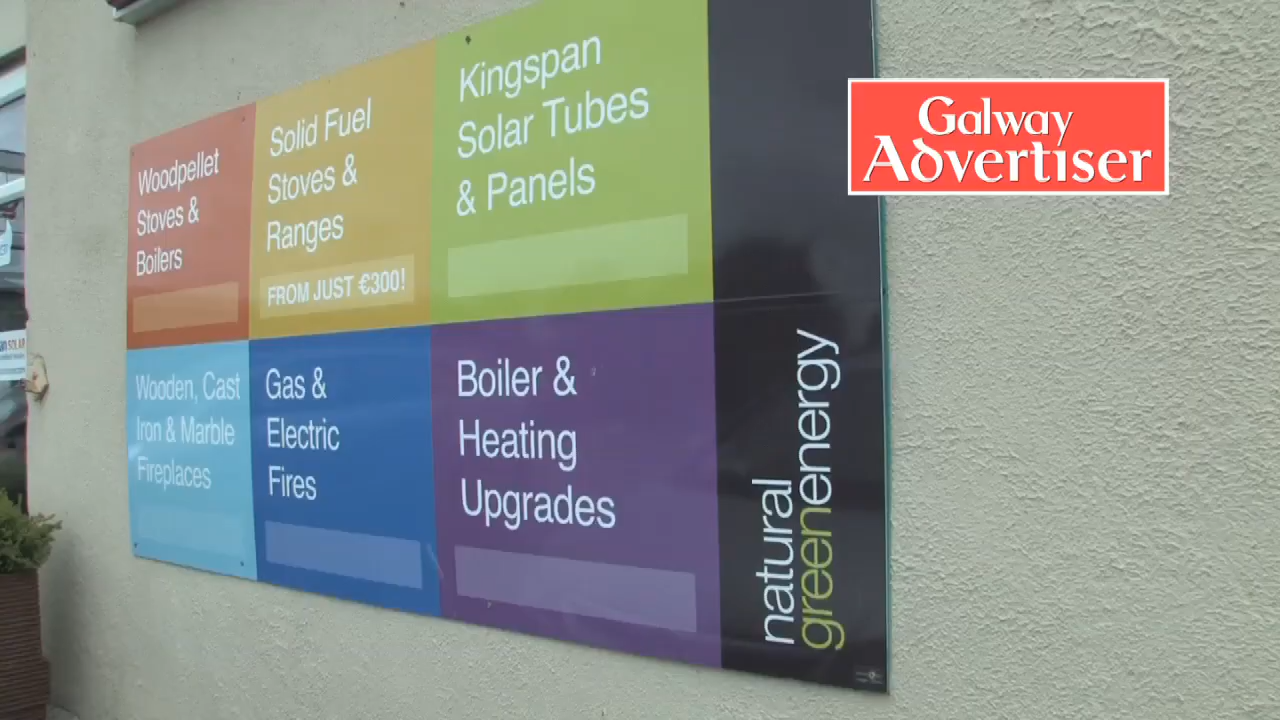 Woodpellet
Stoves &
Boilers
Solid Fuel
Stoves &
Ranges
FROM JUST €300!
Kingspan
Solar Tubes
& Panels
Wooden, Cast
Iron & Marble
Fireplaces
Gas &
Electric
Fires
Boiler &
Heating
Upgrades
natural
greenenergy
Galway
Advertiser